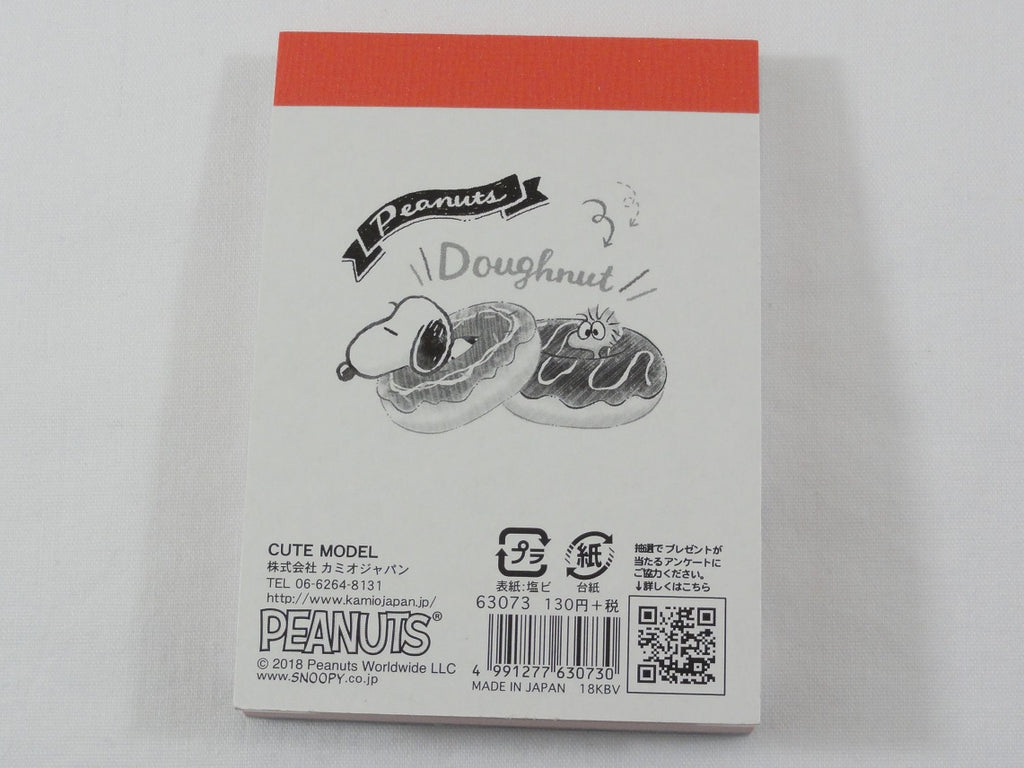 Peanuts
Doughnut
CUTE MODEL
株式会社 カミオジャパン
TEL 06-6264-8131
http://www.kamiojapan.jp/
PEANUTS®
© 2018 Peanuts Worldwide LLC
www.SNOOPY.co.jp
プラ
表紙:塩ビ
紙
台紙
63073 130円+税
4 991277 630730
MADE IN JAPAN 18KBV
抽選で プレゼントが
当たる アンケートに
ご協力ください。
↓詳しくはこちら